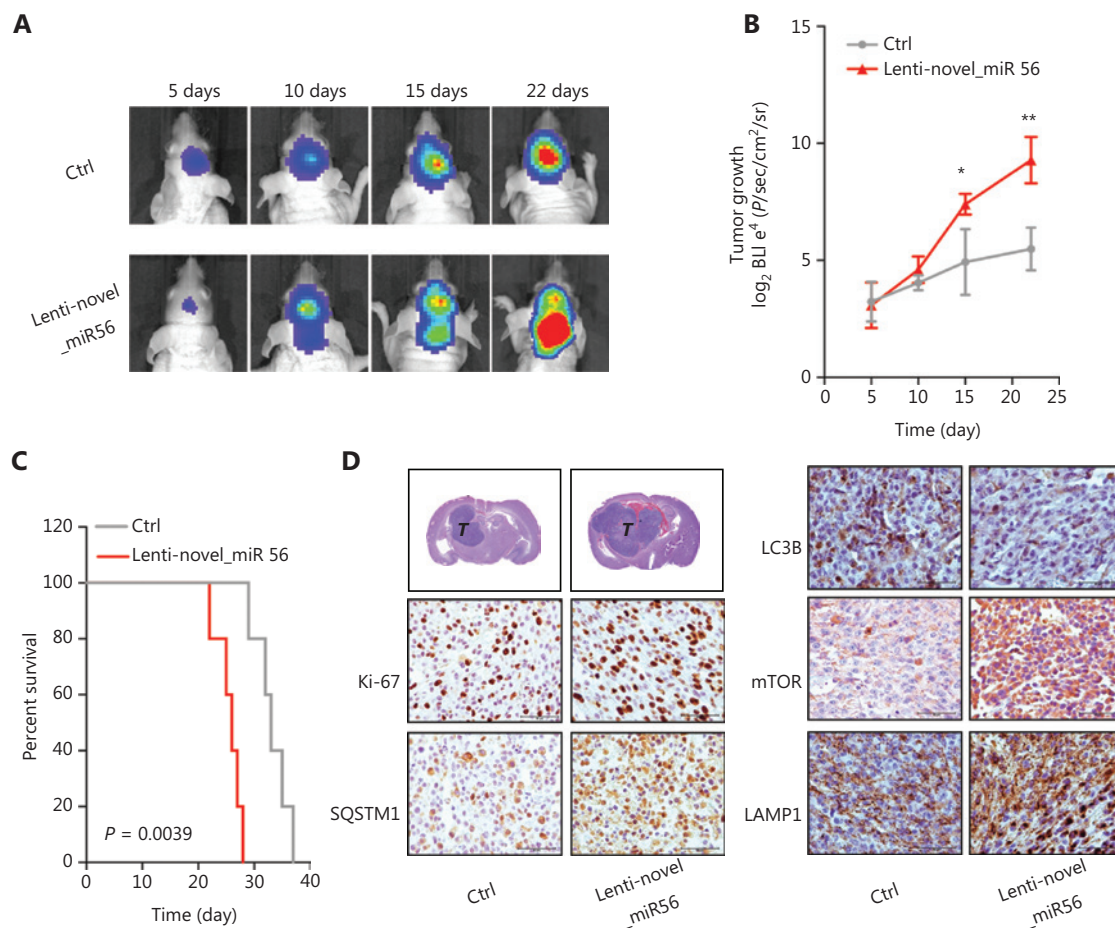 A
5 days
10 days
15 days
22 days
Ctrl
Lenti-novel
_miR56
B
Ctrl
Lenti-novel_miR 56
15
10
5
0
Tumor growth
log₂ BLI e⁴ (P/sec/cm²/sr)
*
**
0
5
10
15
20
25
Time (day)
C
Ctrl
Lenti-novel_miR 56
120
100
80
60
40
20
0
Percent survival
P = 0.0039
0
10
20
30
40
Time (day)
D
T
T
Ki-67
SQSTM1
Ctrl
Lenti-novel
_miR56
LC3B
mTOR
LAMP1
Ctrl
Lenti-novel
_miR56